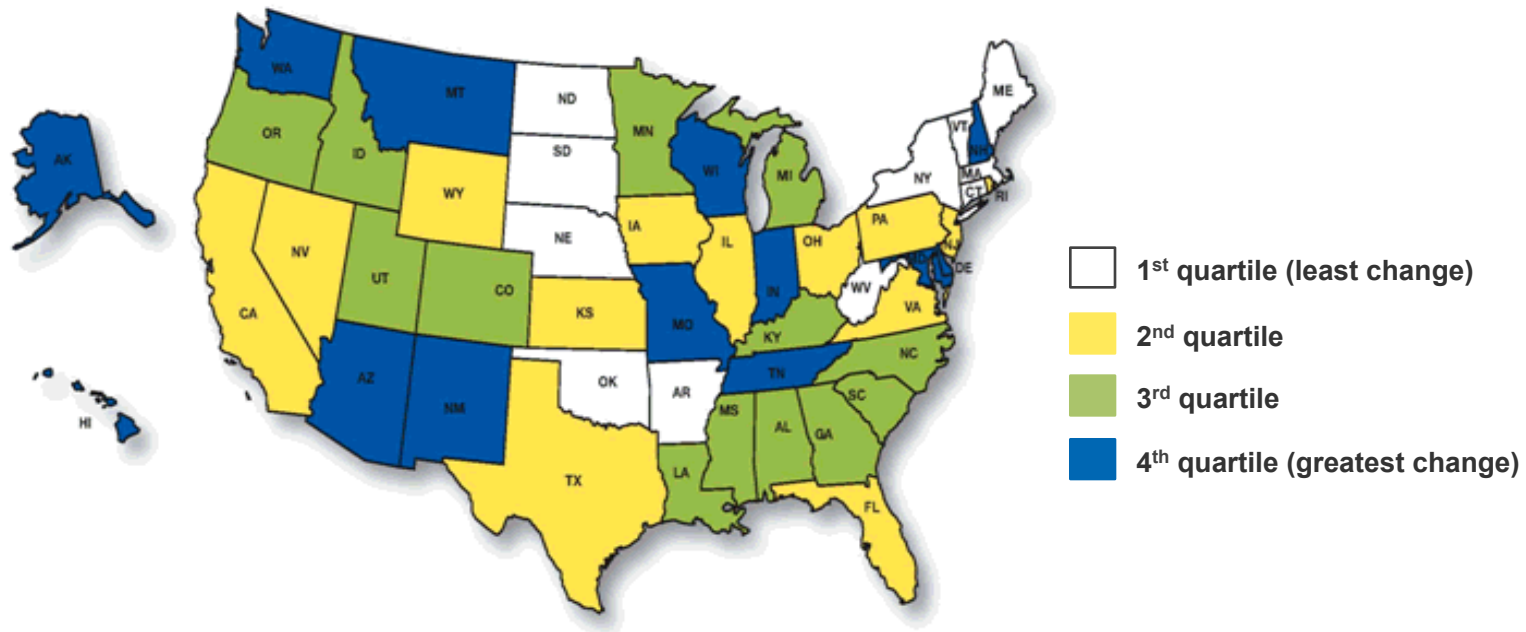 WA
MT
ND
MN
ME
VT
NH
OR
ID
SD
WI
MI
NY
MA
CT
RI
AK
WY
IA
PA
NJ
NE
IL
OH
MD
DE
NV
UT
CO
IN
WV
CA
KS
MO
KY
VA
AZ
NM
OK
AR
TN
NC
SC
HI
TX
LA
MS
AL
GA
FL
1st quartile (least change)
2nd quartile
3rd quartile
4th quartile (greatest change)